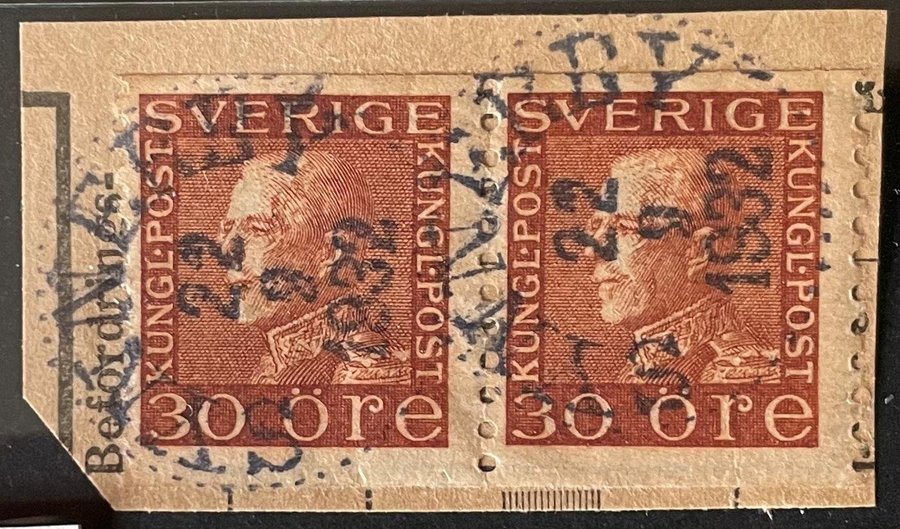 SVERIGE
KUNGL·POST
KUNGL·POST
30 öre
22
9
1932
SVERIGE
KUNGL·POST
KUNGL·POST
30 öre
22
9
1932
Befordrings-